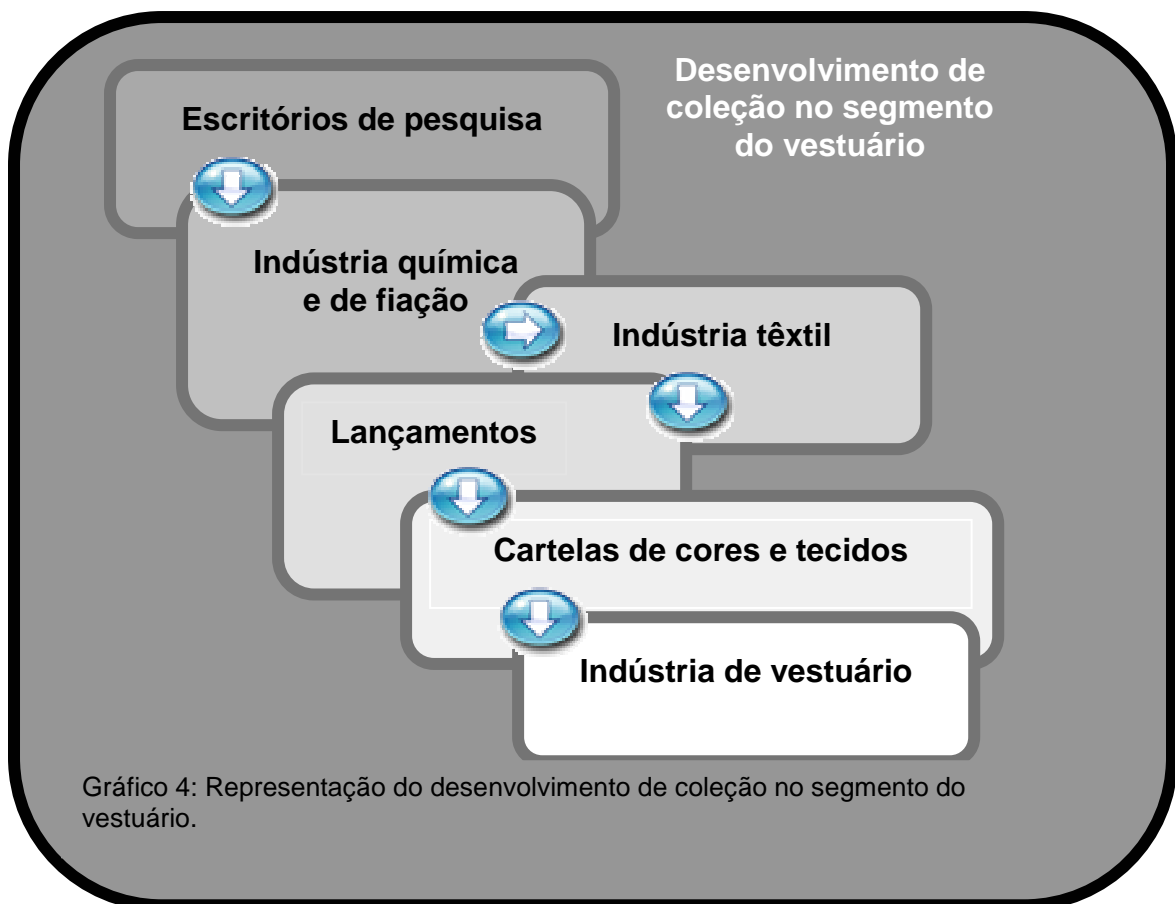 Desenvolvimento de
coleção no segmento
do vestuário
Escritórios de pesquisa
Indústria química
e de fiação
Indústria têxtil
Lançamentos
Cartelas de cores e tecidos
Indústria de vestuário
Gráfico 4: Representação do desenvolvimento de coleção no segmento do
vestuário.